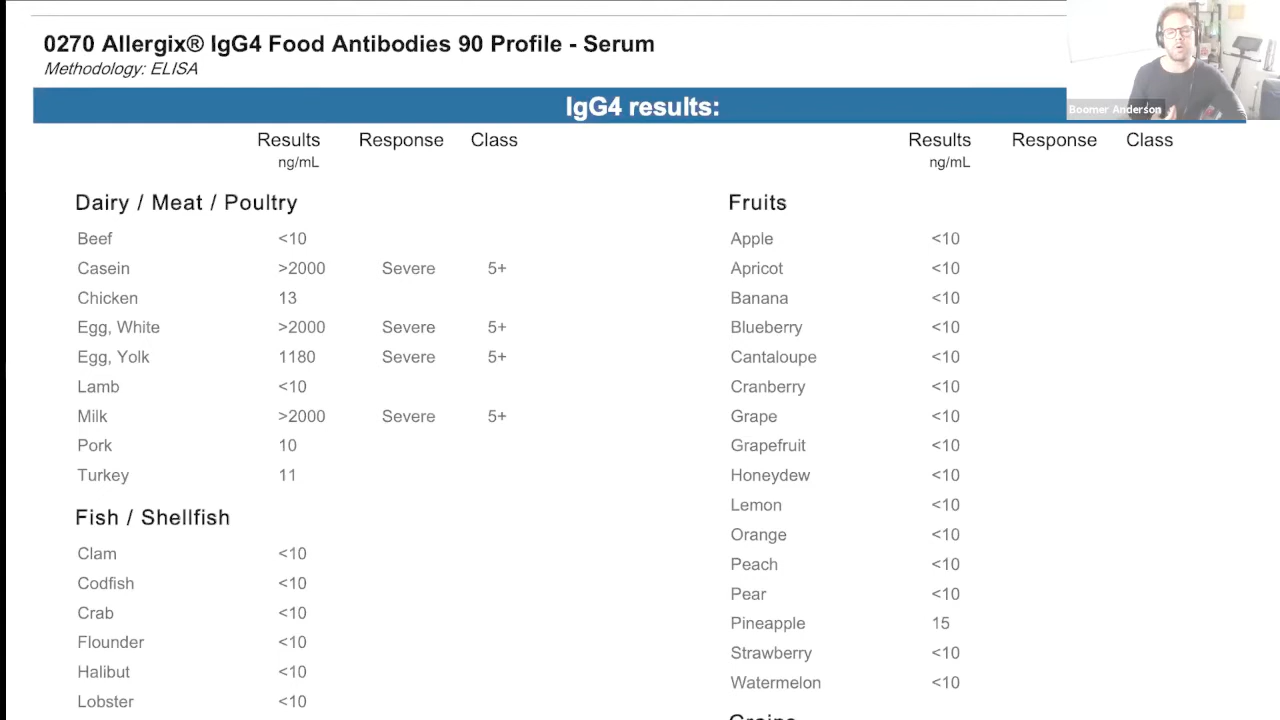 0270 Allergix® IgG4 Food Antibodies 90 Profile - Serum
Methodology: ELISA
Boomer Anderson
IgG4 results:
Results Response Class
ng/mL
Dairy / Meat / Poultry
Beef <10
Casein >2000 Severe 5+
Chicken 13
Egg, White >2000 Severe 5+
Egg, Yolk 1180 Severe 5+
Lamb <10
Milk >2000 Severe 5+
Pork 10
Turkey 11
Fish / Shellfish
Clam <10
Codfish <10
Crab <10
Flounder <10
Halibut <10
Lobster <10
Results Response Class
ng/mL
Fruits
Apple <10
Apricot <10
Banana <10
Blueberry <10
Cantaloupe <10
Cranberry <10
Grape <10
Grapefruit <10
Honeydew <10
Lemon <10
Orange <10
Peach <10
Pear <10
Pineapple 15
Strawberry <10
Watermelon <10
Grains